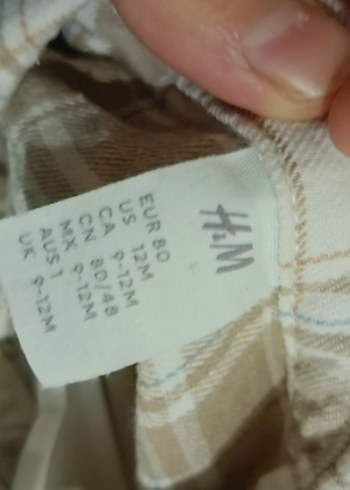 H&M
EUR 80
US 12M
CA 9-12M
CN 80/48
MX 9-12M
AUS 1
UK 9-12M